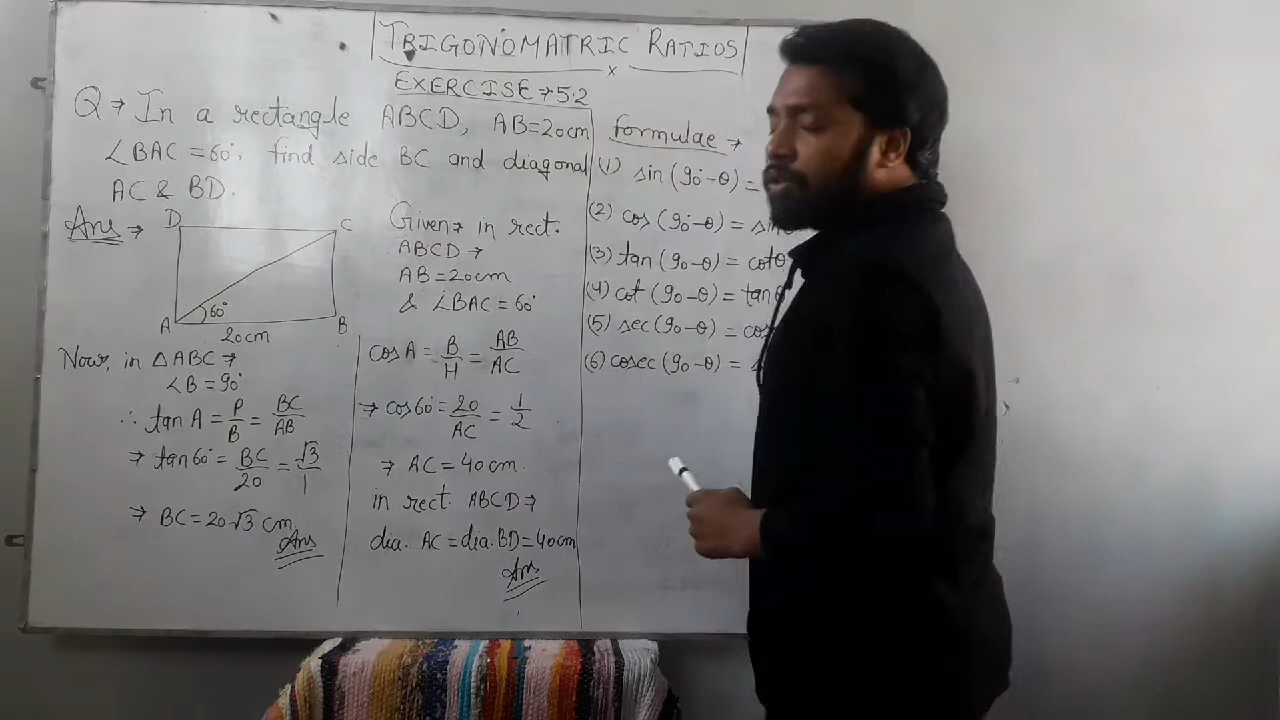 TRIGONOMATRIC RATIOS
EXERCISE → 5.2
Q → In a rectangle ABCD, AB=20cm
∠BAC = 60°, find side BC and diagonal
AC & BD.
Ans →
D
C
A
B
60°
20cm
Given → in rect.
ABCD →
AB=20cm
& ∠BAC = 60°
Now, in △ABC →
∠B = 90°
∴ tan A = P/B = BC/AB
⇒ tan 60° = BC/20 = √3/1
⇒ BC = 20√3 cm.
Ans
cos A = B/H = AB/AC
⇒ cos 60° = 20/AC = 1/2
⇒ AC = 40cm.
in rect. ABCD →
dia. AC = dia. BD = 40cm
Ans
formulae →
(1) sin (90°-θ) =
(2) cos (90°-θ) = sin
(3) tan (90-θ) = cotθ
(4) cot (90-θ) = tanθ
(5) sec (90-θ) = cos
(6) cosec (90-θ) =